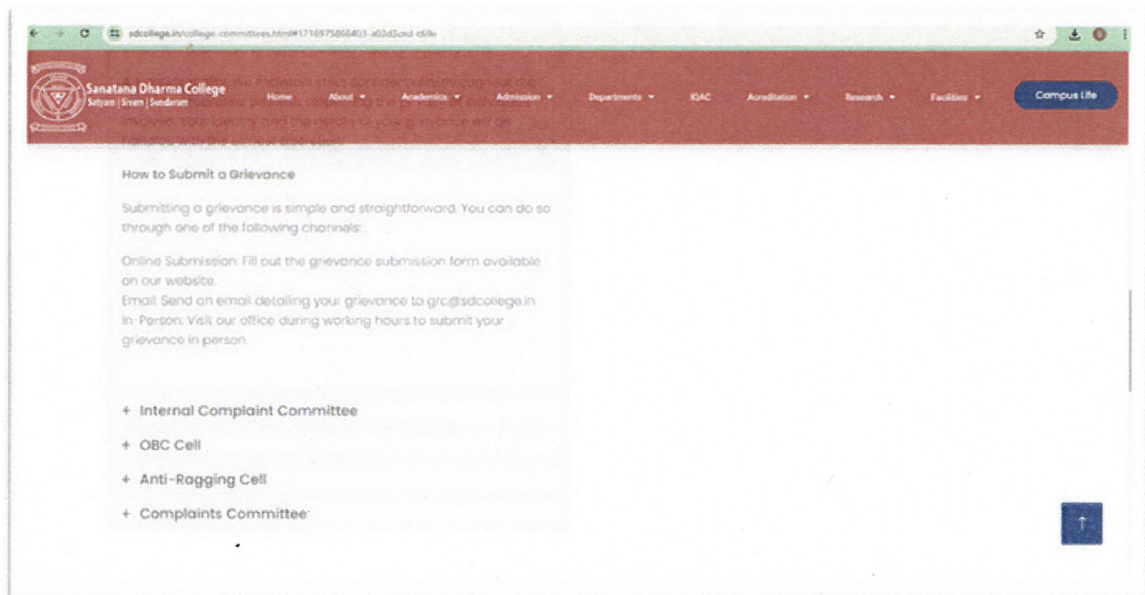 sdcollege.in/college-committees.html#
Sanatana Dharma College
Satyam | Sivam | Sundaram
Home About Academics Admission Departments IQAC Acreditation Research Facilities Campus Life
How to Submit a Grievance
Submitting a grievance is simple and straightforward. You can do so
through one of the following channels:
Online Submission: Fill out the grievance submission form available
on our website.
Email: Send an email detailing your grievance to grc@sdcollege.in
In-Person: Visit our office during working hours to submit your
grievance in person.
+ Internal Complaint Committee
+ OBC Cell
+ Anti-Ragging Cell
+ Complaints Committee